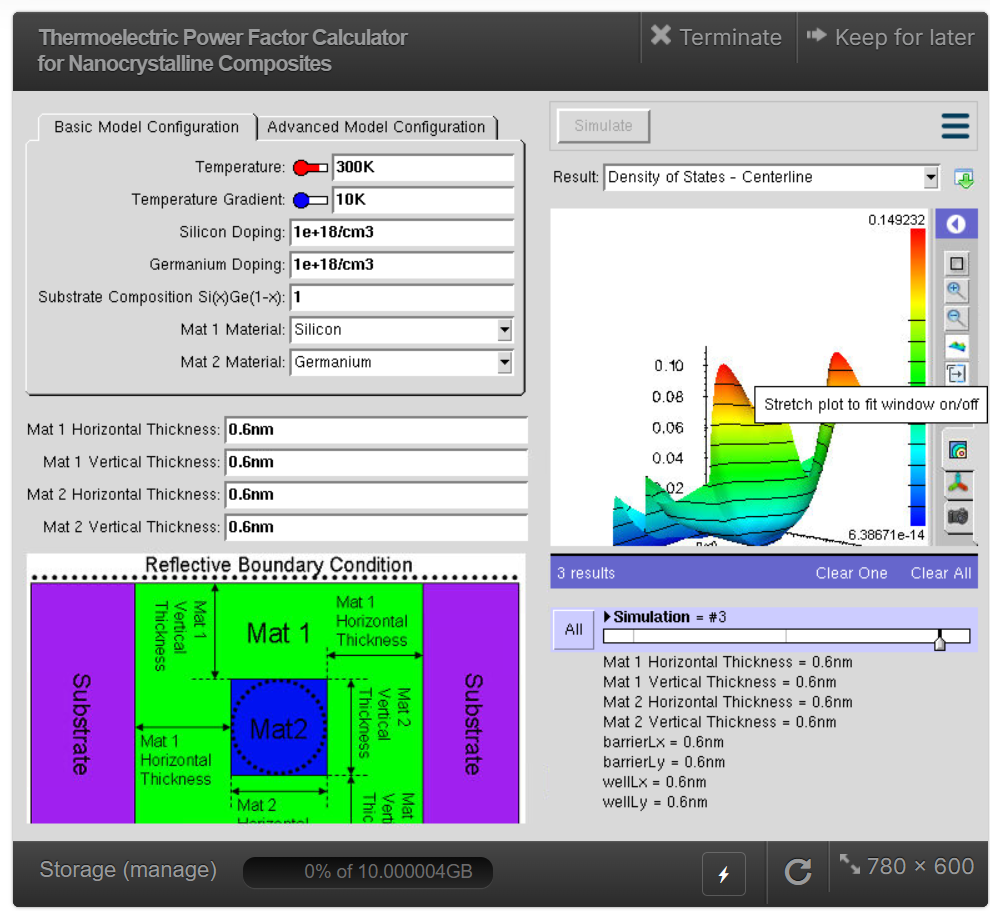 Thermoelectric Power Factor Calculator
for Nanocrystalline Composites
Terminate
Keep for later
Basic Model Configuration
Advanced Model Configuration
Temperature: 300K
Temperature Gradient: 10K
Silicon Doping: 1e+18/cm3
Germanium Doping: 1e+18/cm3
Substrate Composition Si(x)Ge(1-x): 1
Mat 1 Material: Silicon
Mat 2 Material: Germanium
Mat 1 Horizontal Thickness: 0.6nm
Mat 1 Vertical Thickness: 0.6nm
Mat 2 Horizontal Thickness: 0.6nm
Mat 2 Vertical Thickness: 0.6nm
Reflective Boundary Condition
Substrate
Mat 1
Vertical
Thickness
Mat 1
Mat 1
Horizontal
Thickness
Mat2
Mat 2
Vertical
Thickness
Mat 1
Horizontal
Thickness
Mat 2
Horizontal
Mat
Verti
Thic
Substrate
Simulate
Result: Density of States - Centerline
0.149232
0.10
0.08
0.06
0.04
02
Stretch plot to fit window on/off
6.38671e-14
3 results
Clear One
Clear All
All
Simulation = #3
Mat 1 Horizontal Thickness = 0.6nm
Mat 1 Vertical Thickness = 0.6nm
Mat 2 Horizontal Thickness = 0.6nm
Mat 2 Vertical Thickness = 0.6nm
barrierLx = 0.6nm
barrierLy = 0.6nm
wellLx = 0.6nm
wellLy = 0.6nm
Storage (manage)
0% of 10.000004GB
780 × 600